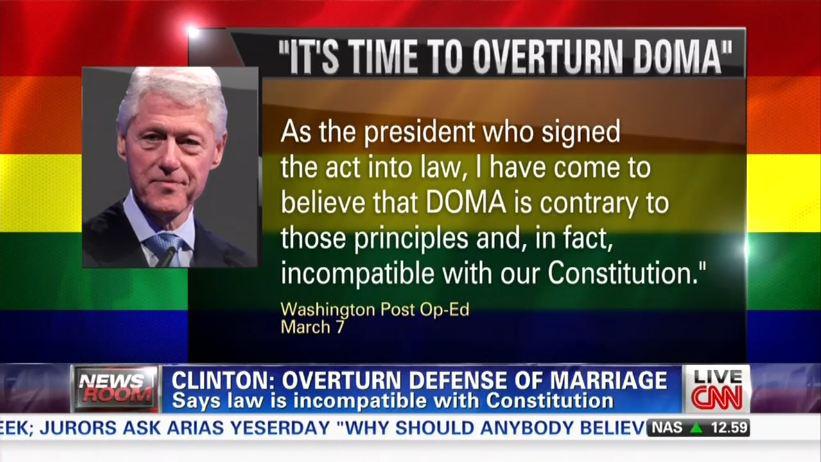 "IT'S TIME TO OVERTURN DOMA"
As the president who signed
the act into law, I have come to
believe that DOMA is contrary to
those principles and, in fact,
incompatible with our Constitution."
Washington Post Op-Ed
March 7
NEWS
ROOM
CLINTON: OVERTURN DEFENSE OF MARRIAGE
Says law is incompatible with Constitution
LIVE
CNN
EEK; JURORS ASK ARIAS YESERDAY "WHY SHOULD ANYBODY BELIEV
NAS ▲ 12.59